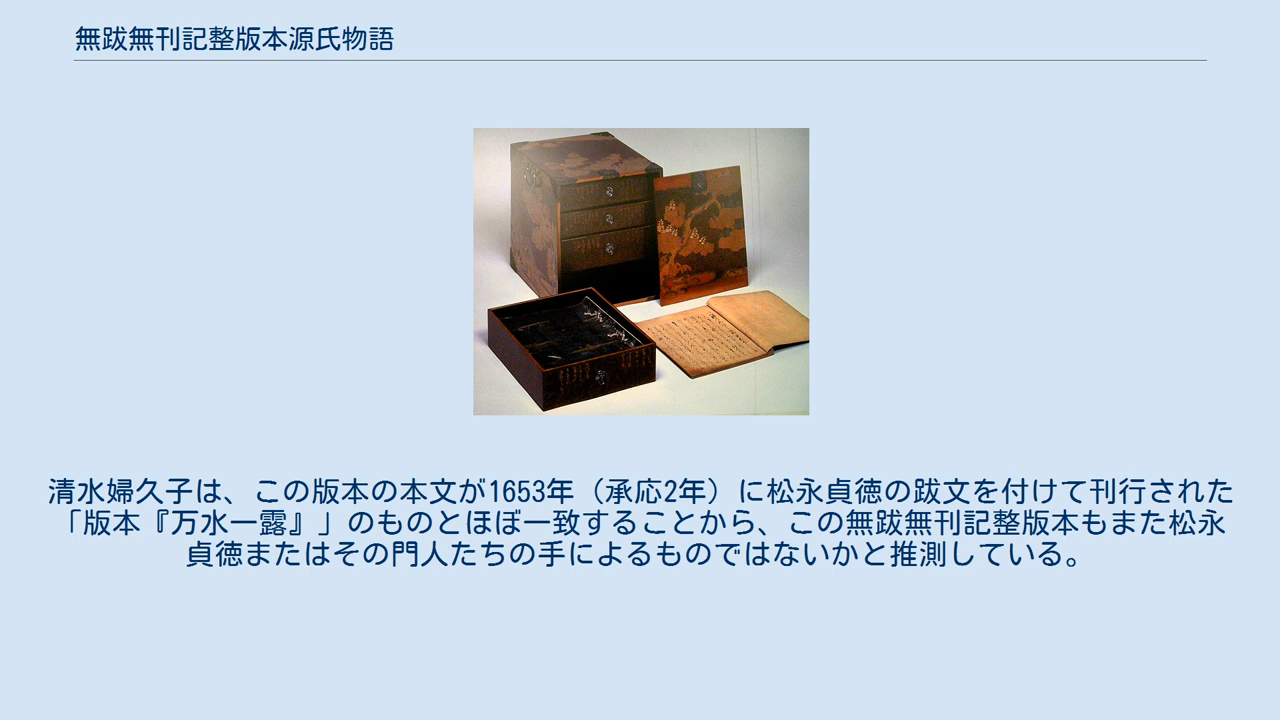 無跋無刊記整版本源氏物語
清水婦久子は、この版本の本文が1653年（承応2年）に松永貞徳の跋文を付けて刊行された
「版本『万水一露』」のものとほぼ一致することから、この無跋無刊記整版本もまた松永
貞徳またはその門人たちの手によるものではないかと推測している。